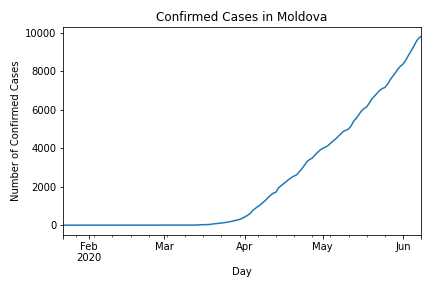 Confirmed Cases in Moldova
Number of Confirmed Cases
10000
8000
6000
4000
2000
0
Feb
2020
Mar
Apr
May
Jun
Day